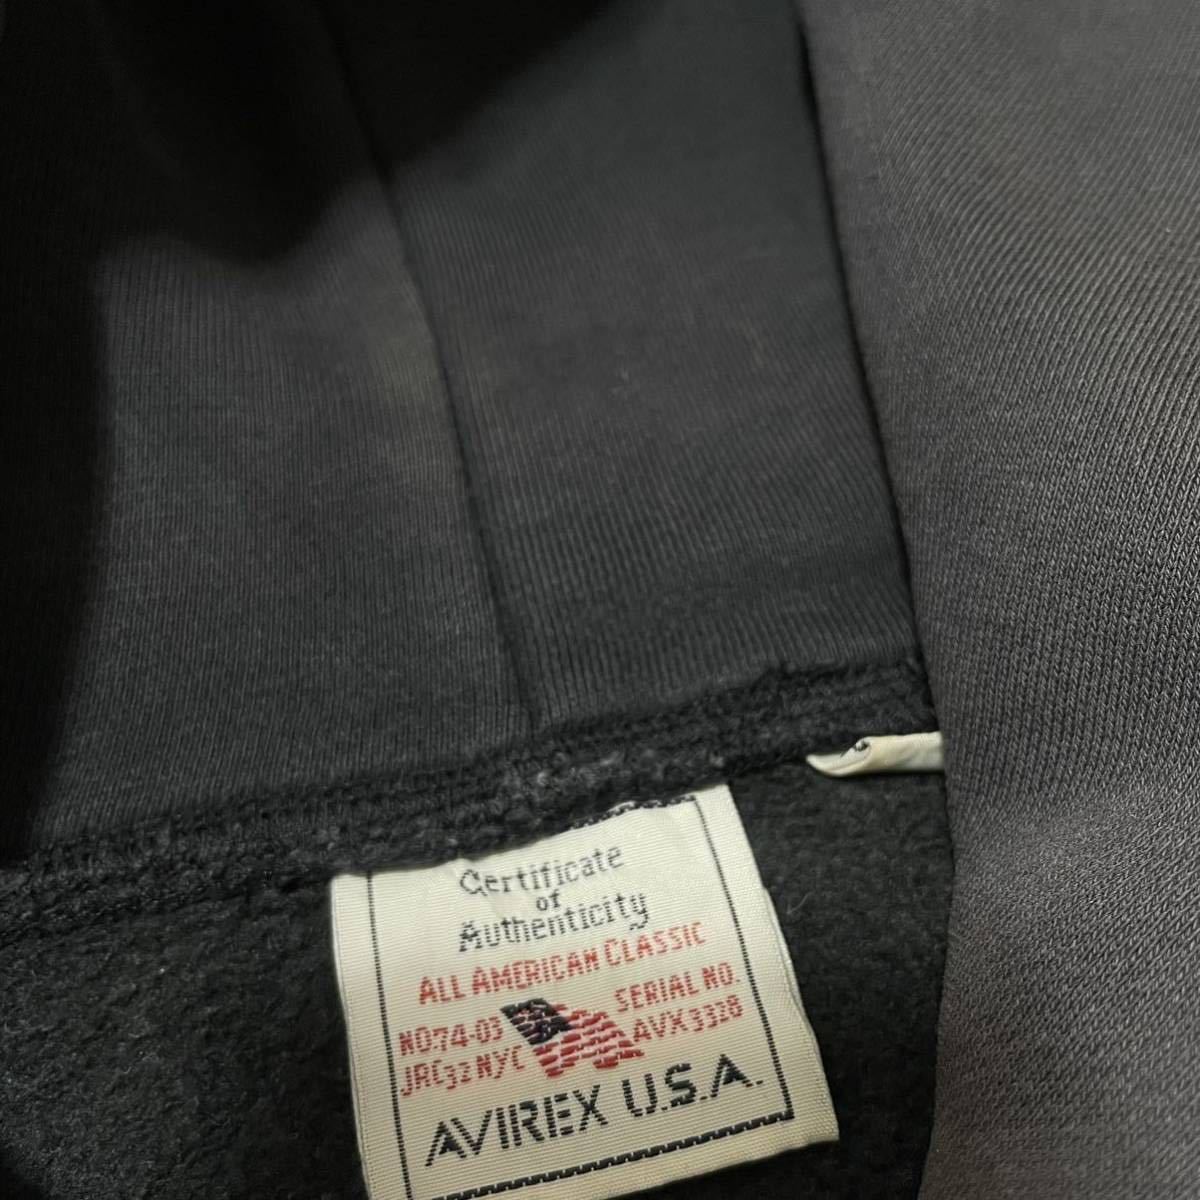 Certificate
of
Authenticity
ALL AMERICAN CLASSIC
NO.74-03
JRC32 NYC
SERIAL NO.
AVX3328
AVIREX U.S.A.